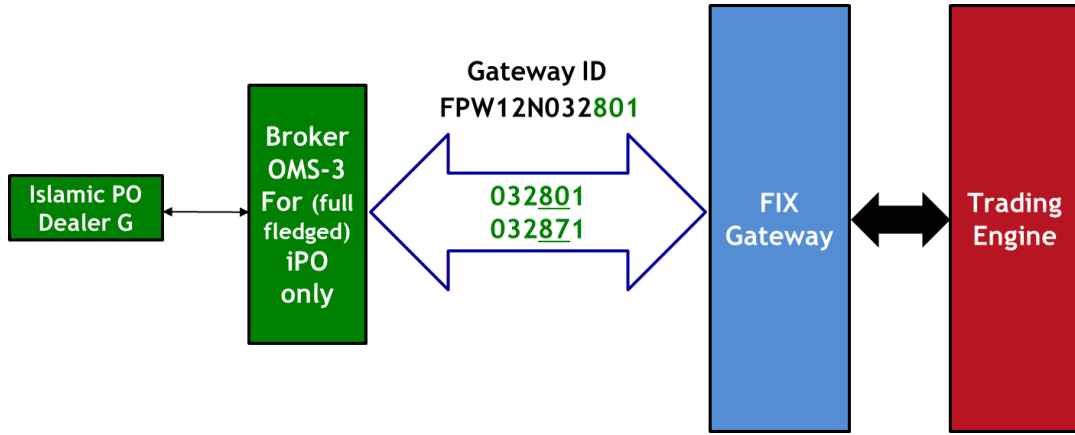 Islamic PO
Dealer G
Broker
OMS-3
For (full
fledged)
iPO
only
Gateway ID
FPW12N032801
032801
032871
FIX
Gateway
Trading
Engine